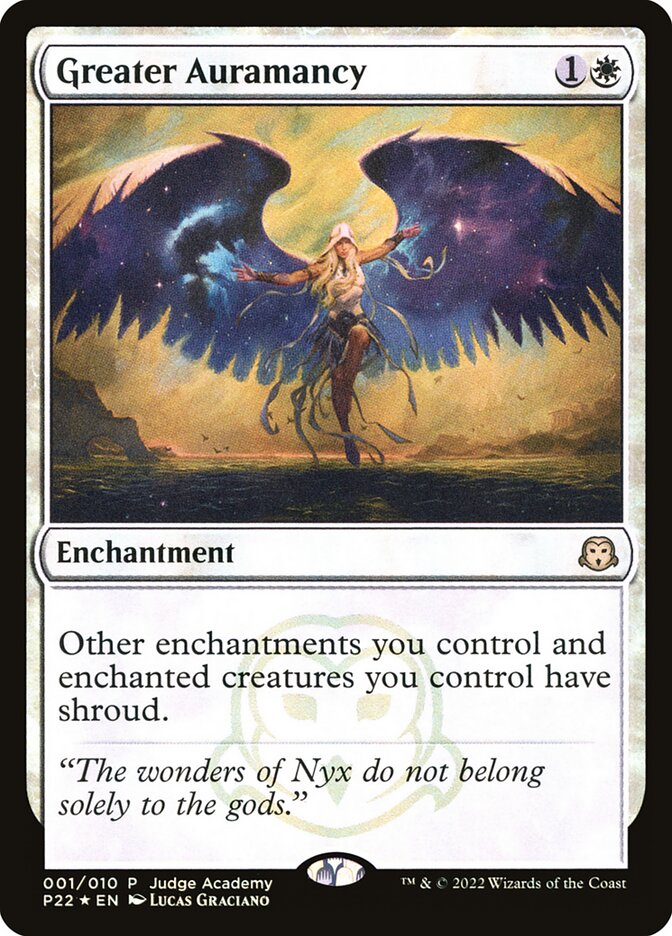 Greater Auramancy 1
Enchantment
Other enchantments you control and
enchanted creatures you control have
shroud.
“The wonders of Nyx do not belong
solely to the gods.”
001/010 P Judge Academy
P22 ★ EN Lucas Graciano
™ & © 2022 Wizards of the Coast